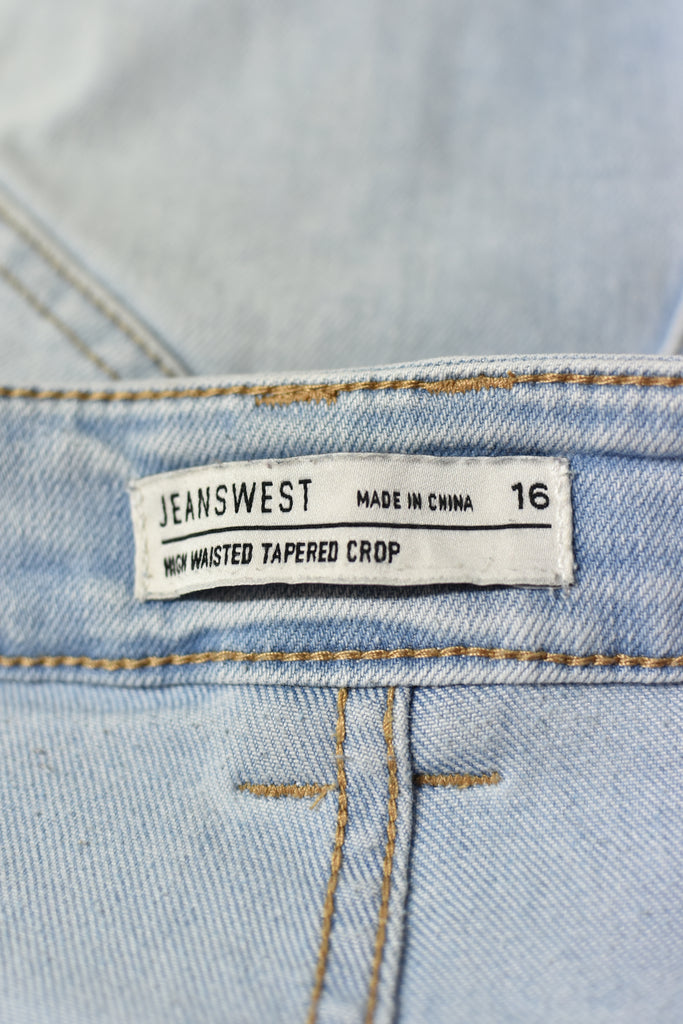 JEANSWEST MADE IN CHINA 16
HIGH WAISTED TAPERED CROP